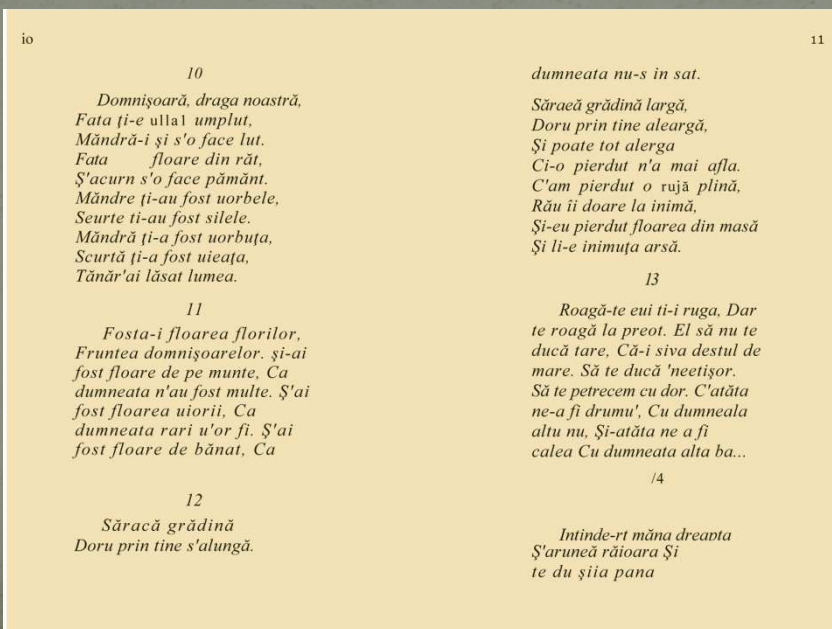 io
10
Domnişoară, draga noastră,
Fata ţi-e ullal umplut,
Măndră-i şi s'o face lut.
Fata floare din răt,
Ş'acurn s'o face pămănt.
Măndre ţi-au fost uorbele,
Seurte ti-au fost silele.
Măndră ţi-a fost uorbuţa,
Scurtă ţi-a fost uieaţa,
Tănăr'ai lăsat lumea.
11
Fosta-i floarea florilor,
Fruntea domnişoarelor. şi-ai
fost floare de pe munte, Ca
dumneata n'au fost multe. Ş'ai
fost floarea uiorii, Ca
dumneata rari u'or fi. Ş'ai
fost floare de bănat, Ca
12
Săracă grădină
Doru prin tine s'alungă.
11
dumneata nu-s in sat.
Săraeă grădină largă,
Doru prin tine aleargă,
Şi poate tot alerga
Ci-o pierdut n'a mai afla.
C'am pierdut o rujă plină,
Rău îi doare la inimă,
Şi-eu pierdut floarea din masă
Şi li-e inimuţa arsă.
13
Roagă-te eui ti-i ruga, Dar
te roagă la preot. El să nu te
ducă tare, Că-i siva destul de
mare. Să te ducă 'neetişor.
Să te petrecem cu dor. C'atăta
ne-a fi drumu', Cu dumneala
altu nu, Şi-atăta ne a fi
calea Cu dumneata alta ba...
/4
Intinde-rt măna dreapta
Ş'aruneă răioara Şi
te du şiia pana